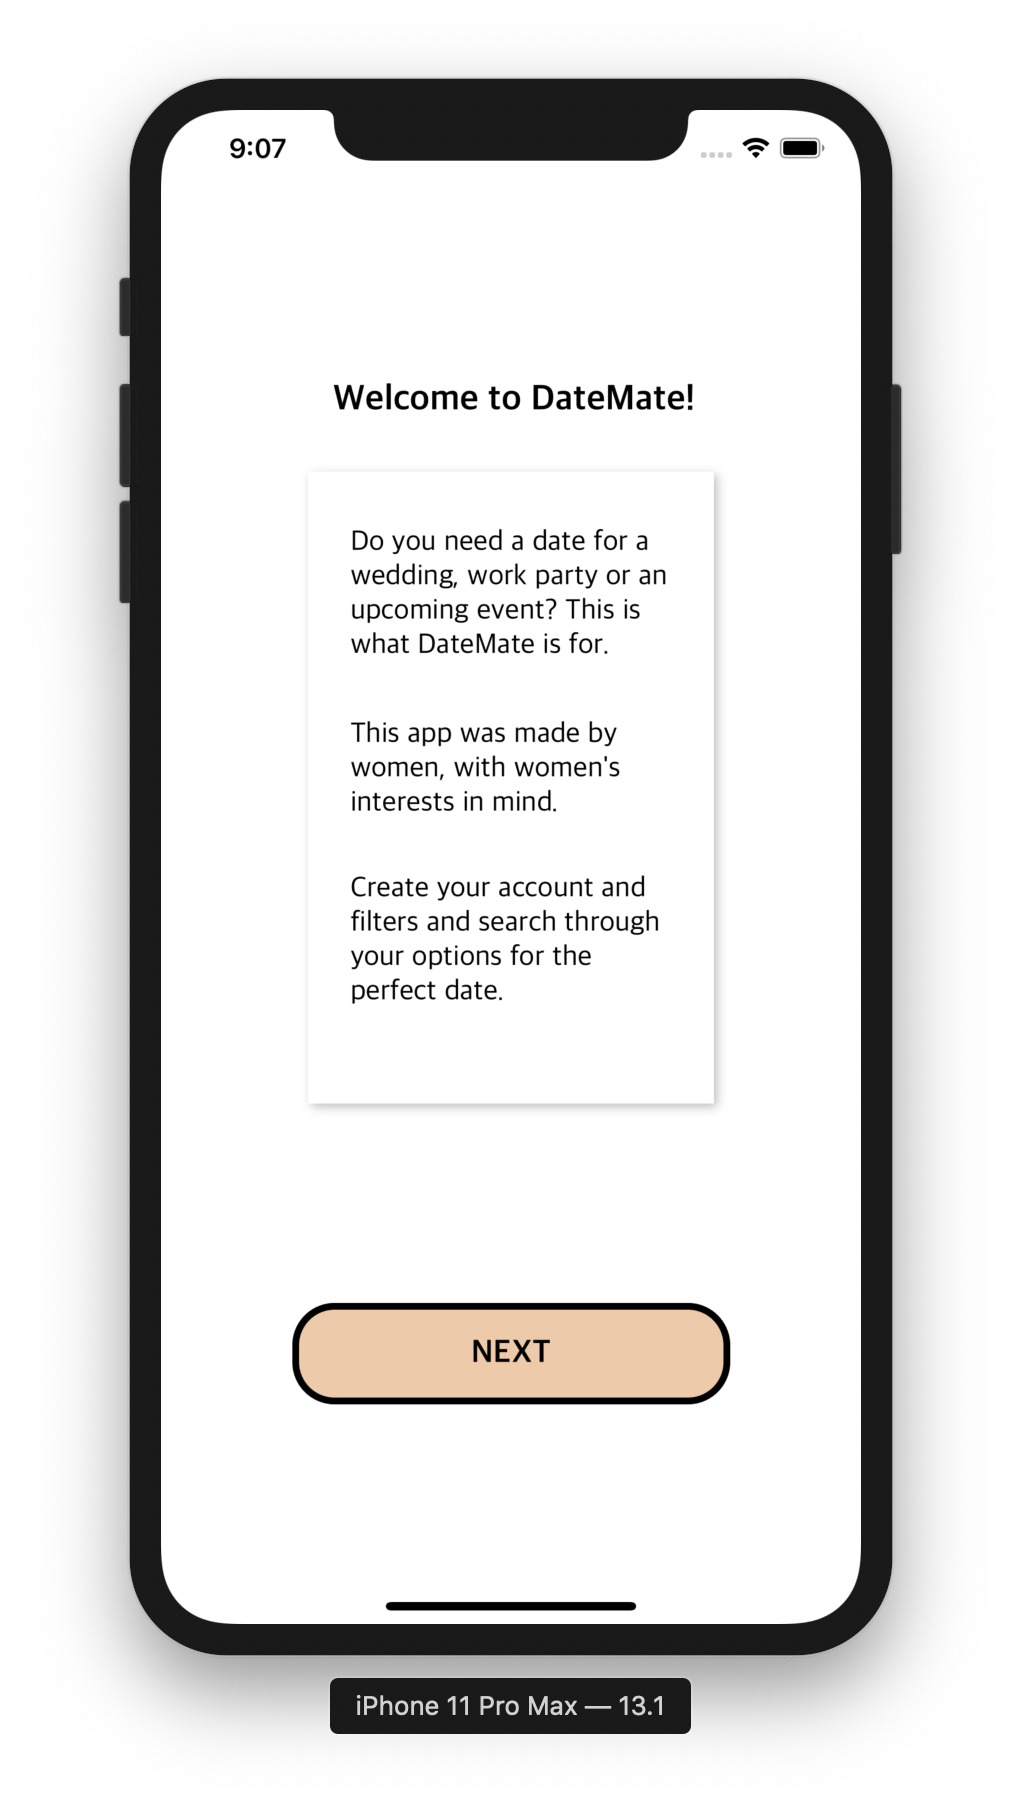 9:07
Welcome to DateMate!
Do you need a date for a
wedding, work party or an
upcoming event? This is
what DateMate is for.
This app was made by
women, with women's
interests in mind.
Create your account and
filters and search through
your options for the
perfect date.
NEXT
iPhone 11 Pro Max — 13.1